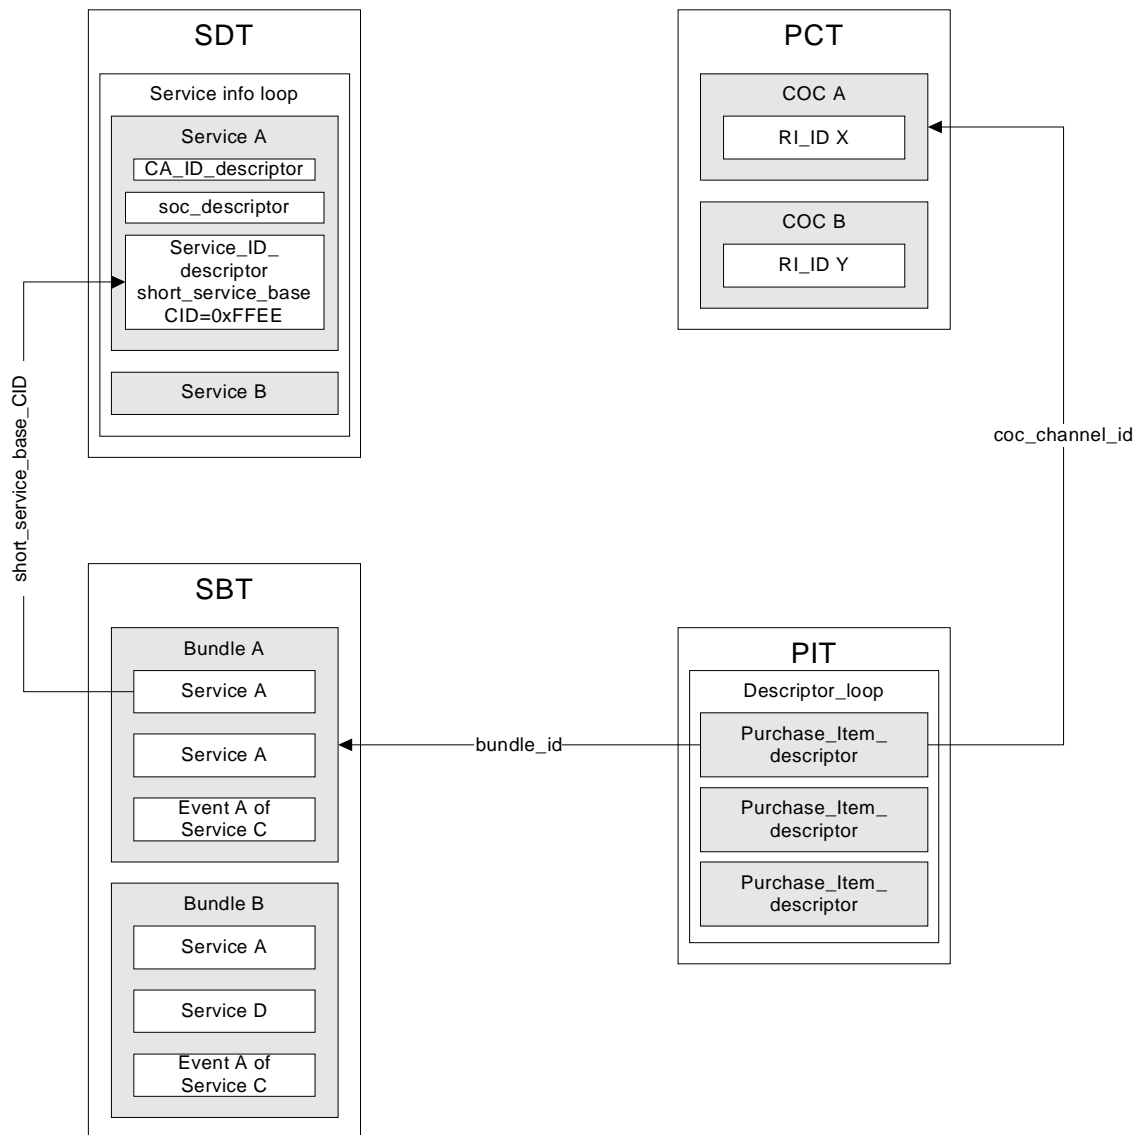 SDT
Service info loop
Service A
CA_ID_descriptor
soc_descriptor
Service_ID_
descriptor
short_service_base
CID=0xFFEE
Service B
PCT
COC A
RI_ID X
COC B
RI_ID Y
short_service_base_CID
coc_channel_id
SBT
Bundle A
Service A
Service A
Event A of
Service C
Bundle B
Service A
Service D
Event A of
Service C
bundle_id
PIT
Descriptor_loop
Purchase_Item_
descriptor
Purchase_Item_
descriptor
Purchase_Item_
descriptor